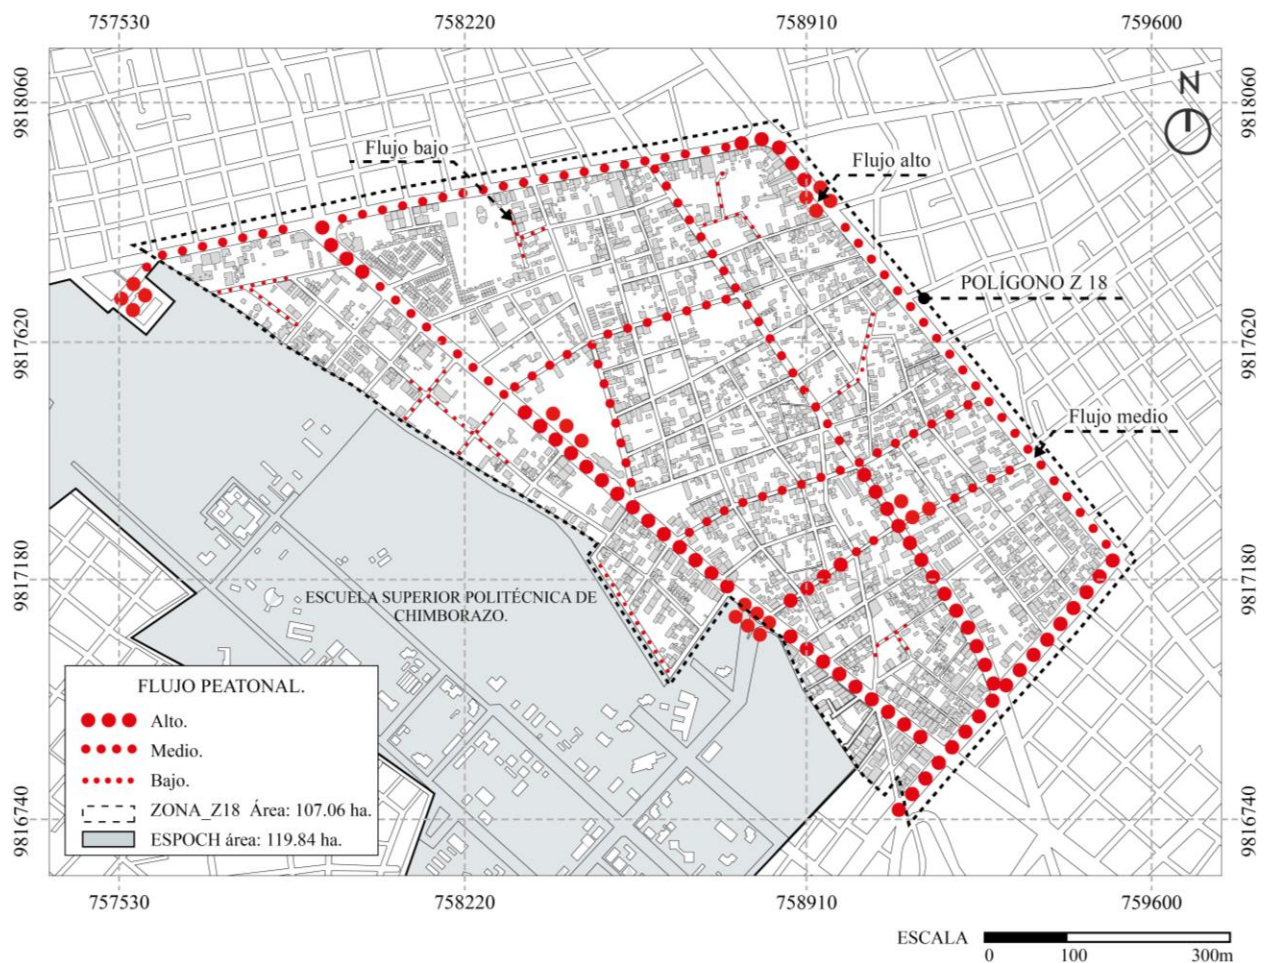 757530 758220 758910 759600
N
9818060 9818060
Flujo bajo
Flujo alto
POLÍGONO Z 18
9817620 9817620
Flujo medio
9817180 9817180
ESCUELA SUPERIOR POLITÉCNICA DE
CHIMBORAZO.
FLUJO PEATONAL.
Alto.
Medio.
Bajo.
ZONA_Z18 Área: 107.06 ha.
ESPOCH área: 119.84 ha.
9816740 9816740
757530 758220 758910 759600
ESCALA
0 100 300m